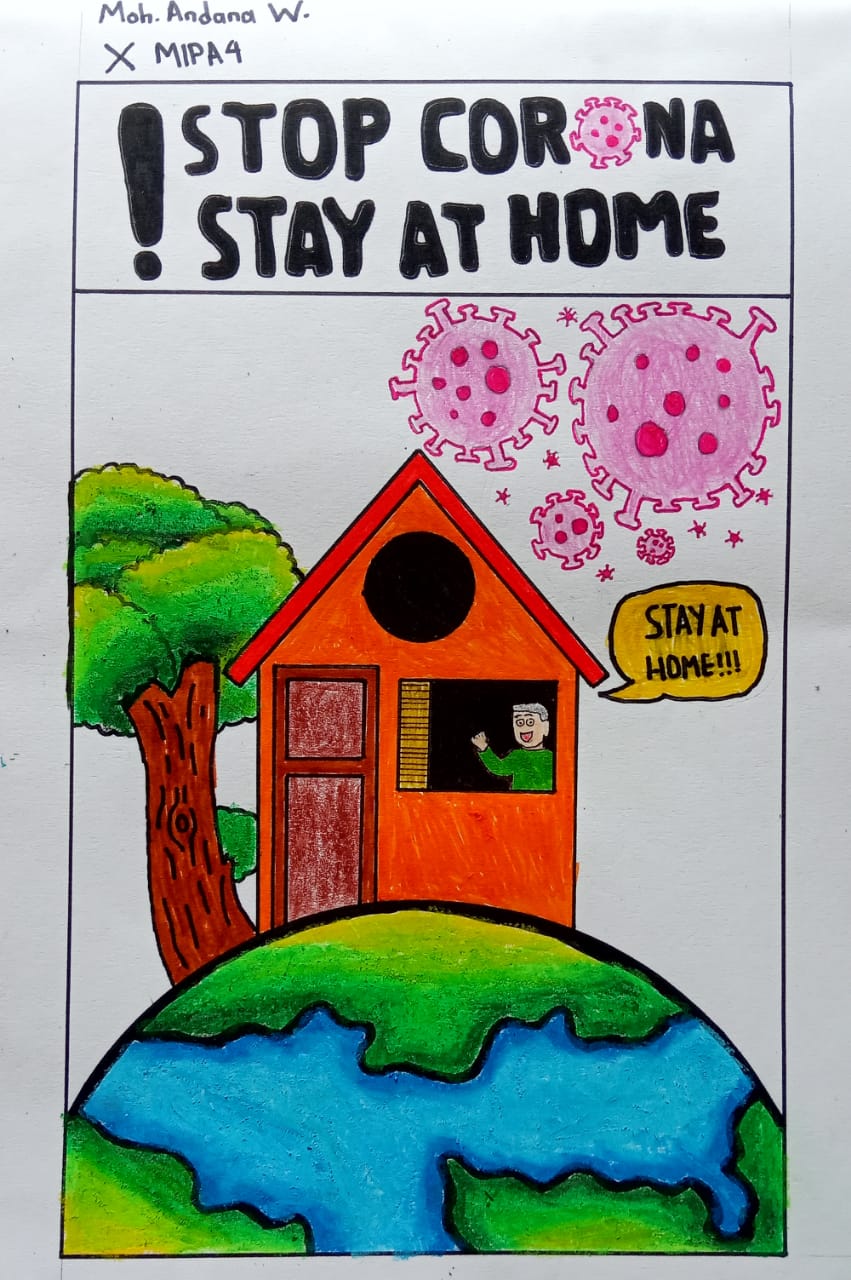 Moh. Andana W.
X MIPA4
! STOP CORONA
STAY AT HOME
STAY AT
HOME!!!